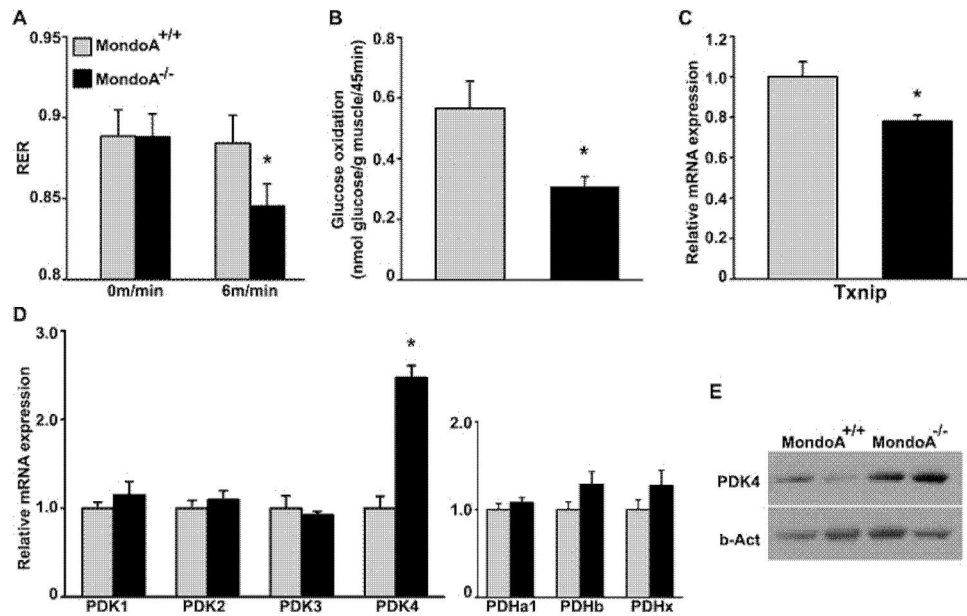 A
RER
0.95
0.9
0.85
0.8
MondoA+/+
MondoA-/-
*
0m/min
6m/min
B
Glucose oxidation
(nmol glucose/g muscle/45min)
0.8
0.6
0.4
0.2
0
*
C
Relative mRNA expression
1.2
1.0
0.8
0.6
0.4
0.2
0
*
Txnip
D
Relative mRNA expression
3.0
2.0
1.0
0
*
PDK1
PDK2
PDK3
PDK4
2.0
1.0
0
PDHa1
PDHb
PDHx
E
MondoA+/+
MondoA-/-
PDK4
b-Act